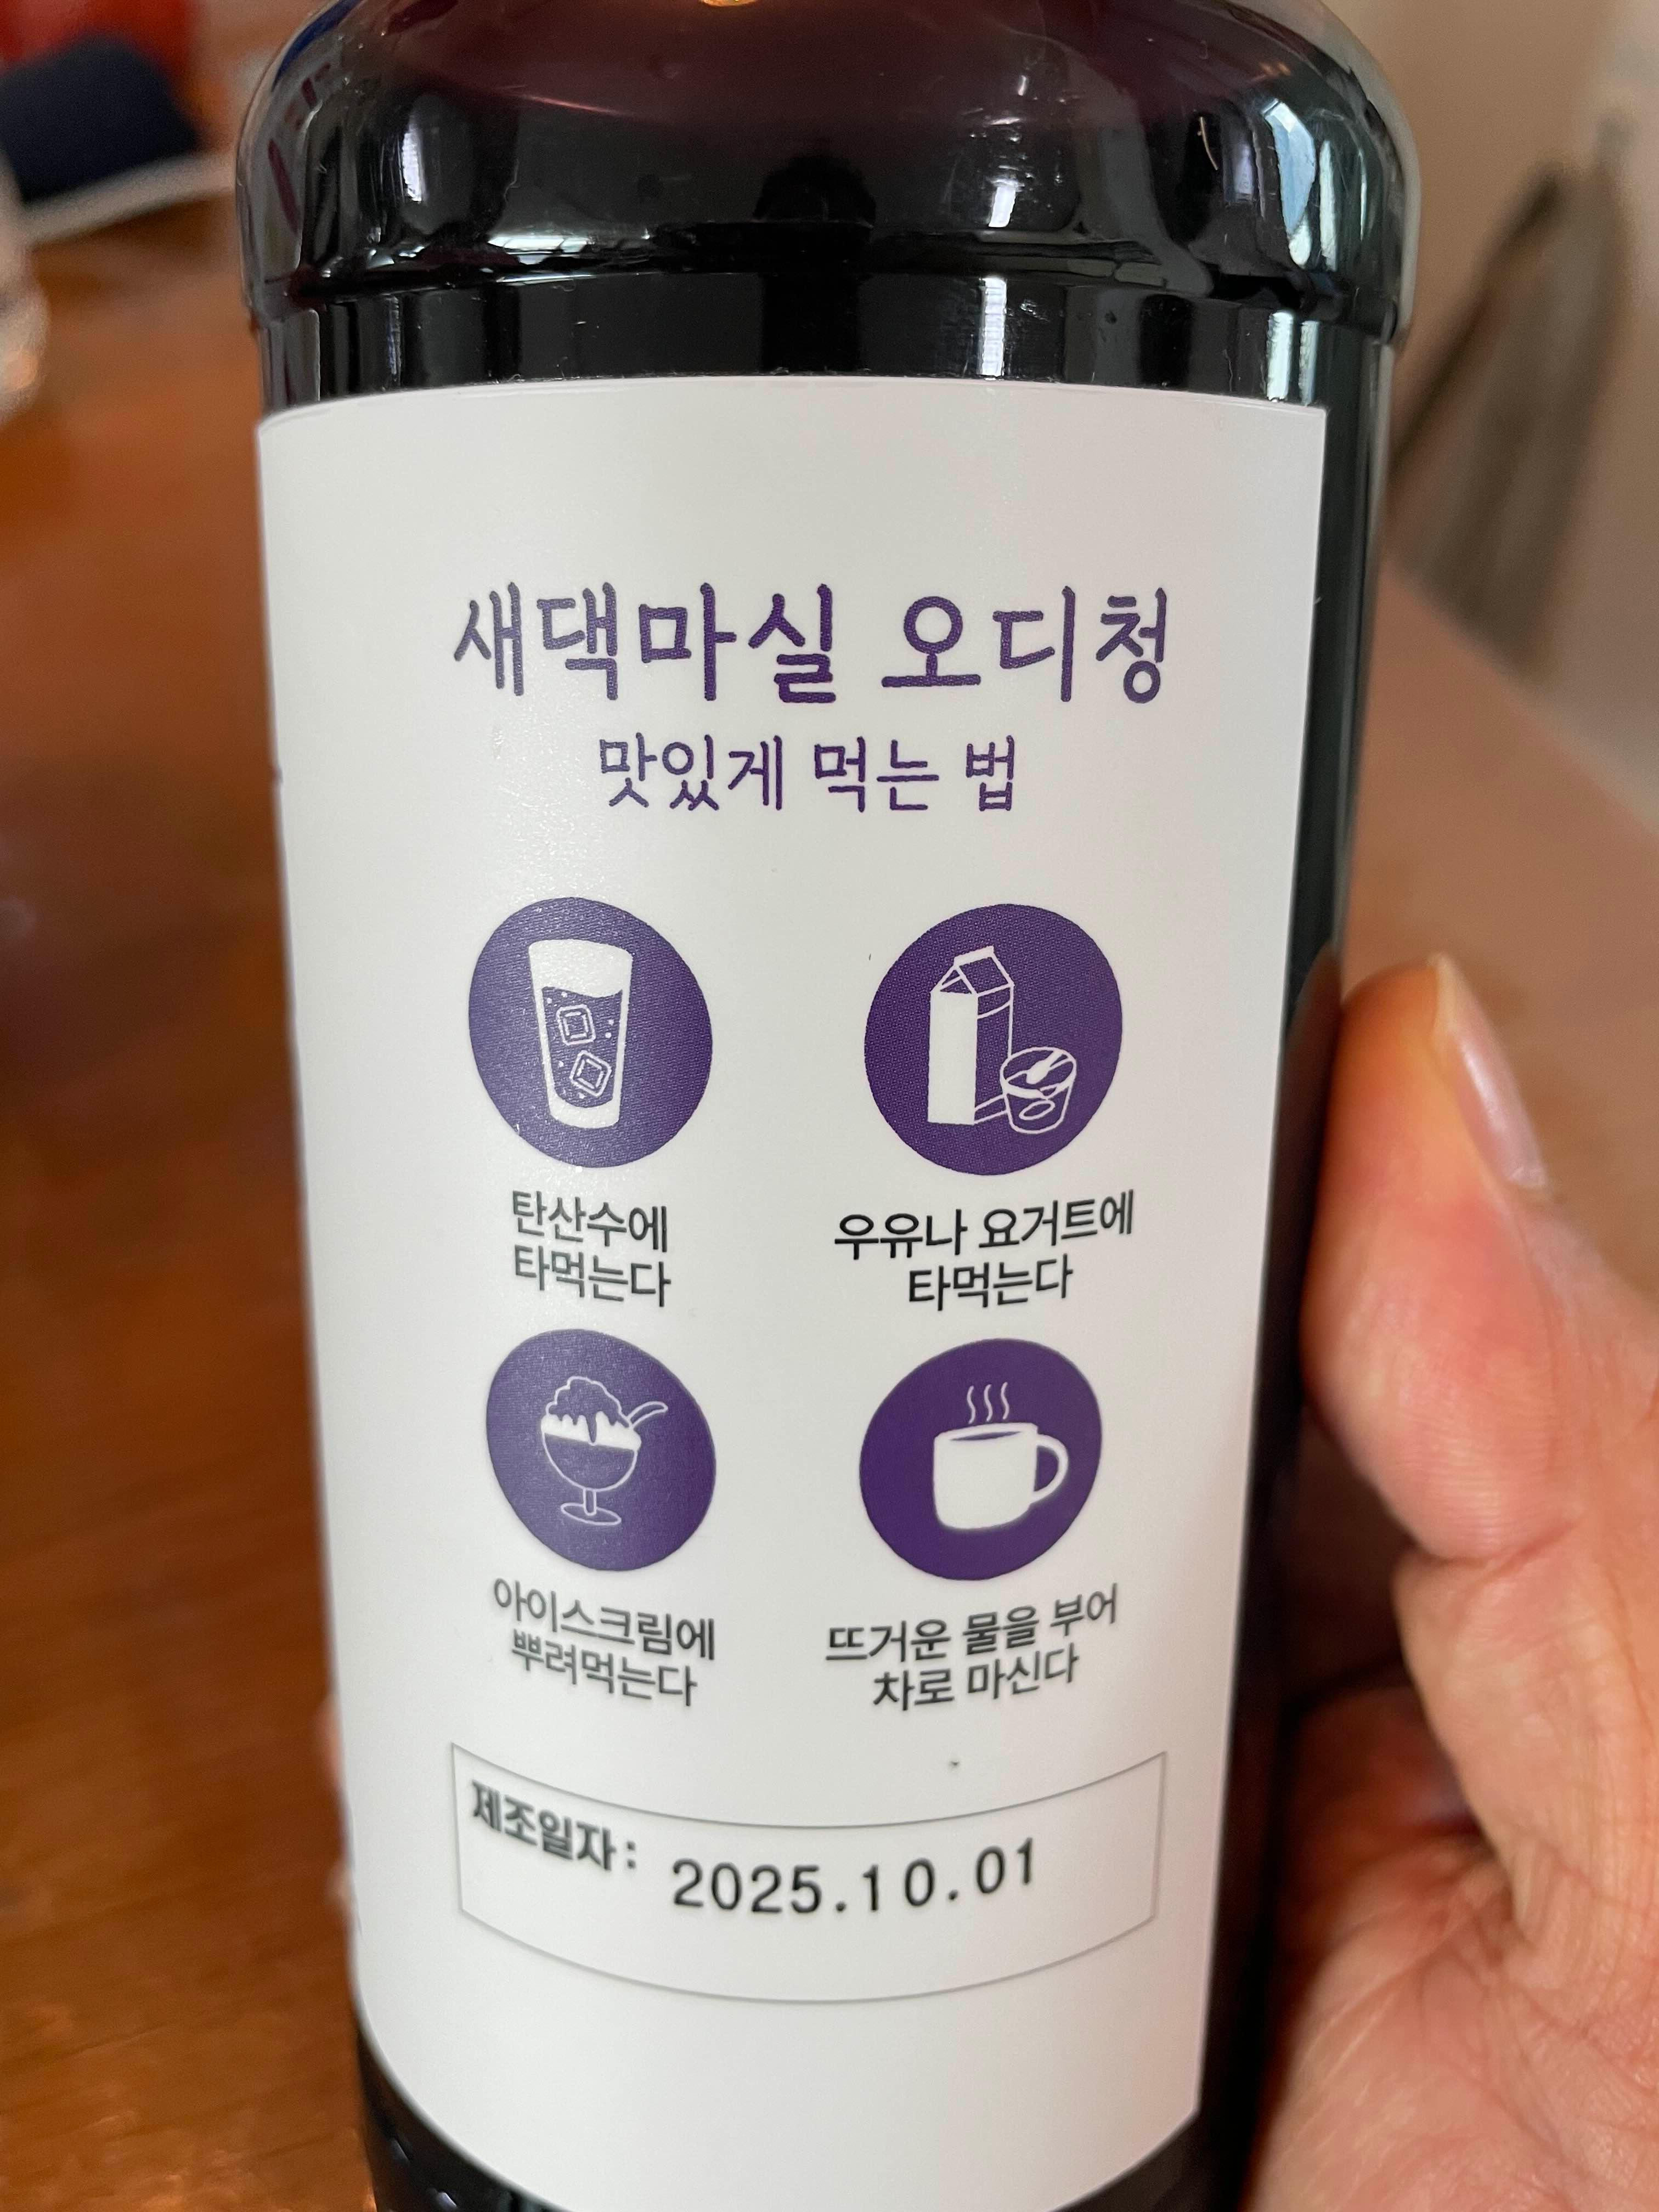 새댁마실 오디청
맛있게 먹는 법
탄산수에
타먹는다
우유나 요거트에
타먹는다
아이스크림에
뿌려먹는다
뜨거운 물을 부어
차로 마신다
제조일자 : 2025.10.01